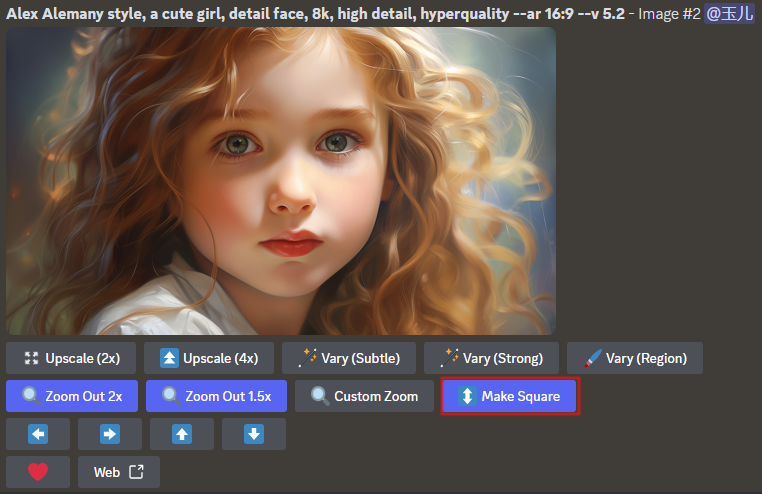 Alex Alemany style, a cute girl, detail face, 8k, high detail, hyperquality --ar 16:9 --v 5.2 - Image #2 @玉儿
Upscale (2x) Upscale (4x) Vary (Subtle) Vary (Strong) Vary (Region)
Zoom Out 2x Zoom Out 1.5x Custom Zoom Make Square
Web